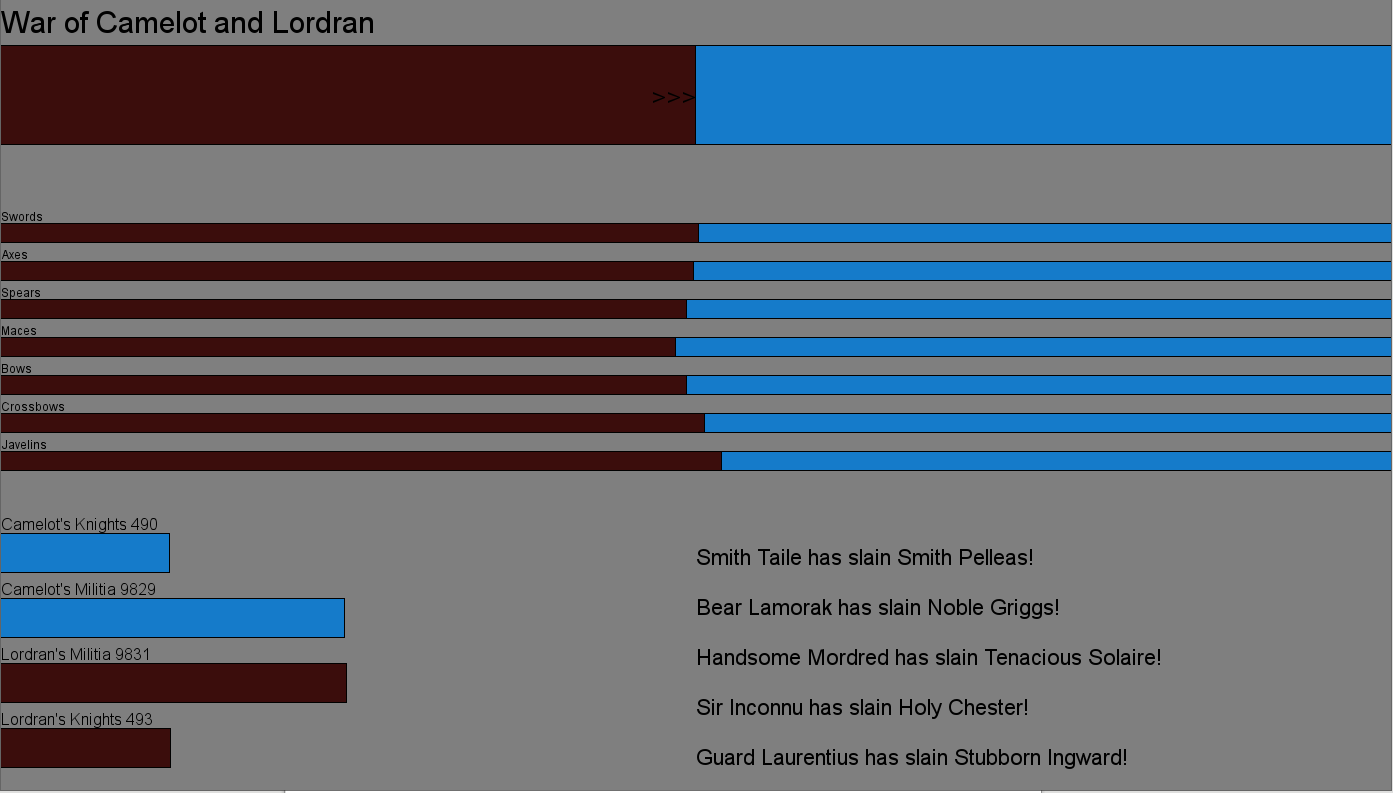 War of Camelot and Lordran
>>>
Swords
Axes
Spears
Maces
Bows
Crossbows
Javelins
Camelot's Knights 490
Camelot's Militia 9829
Lordran's Militia 9831
Lordran's Knights 493
Smith Taile has slain Smith Pelleas!
Bear Lamorak has slain Noble Griggs!
Handsome Mordred has slain Tenacious Solaire!
Sir Inconnu has slain Holy Chester!
Guard Laurentius has slain Stubborn Ingward!